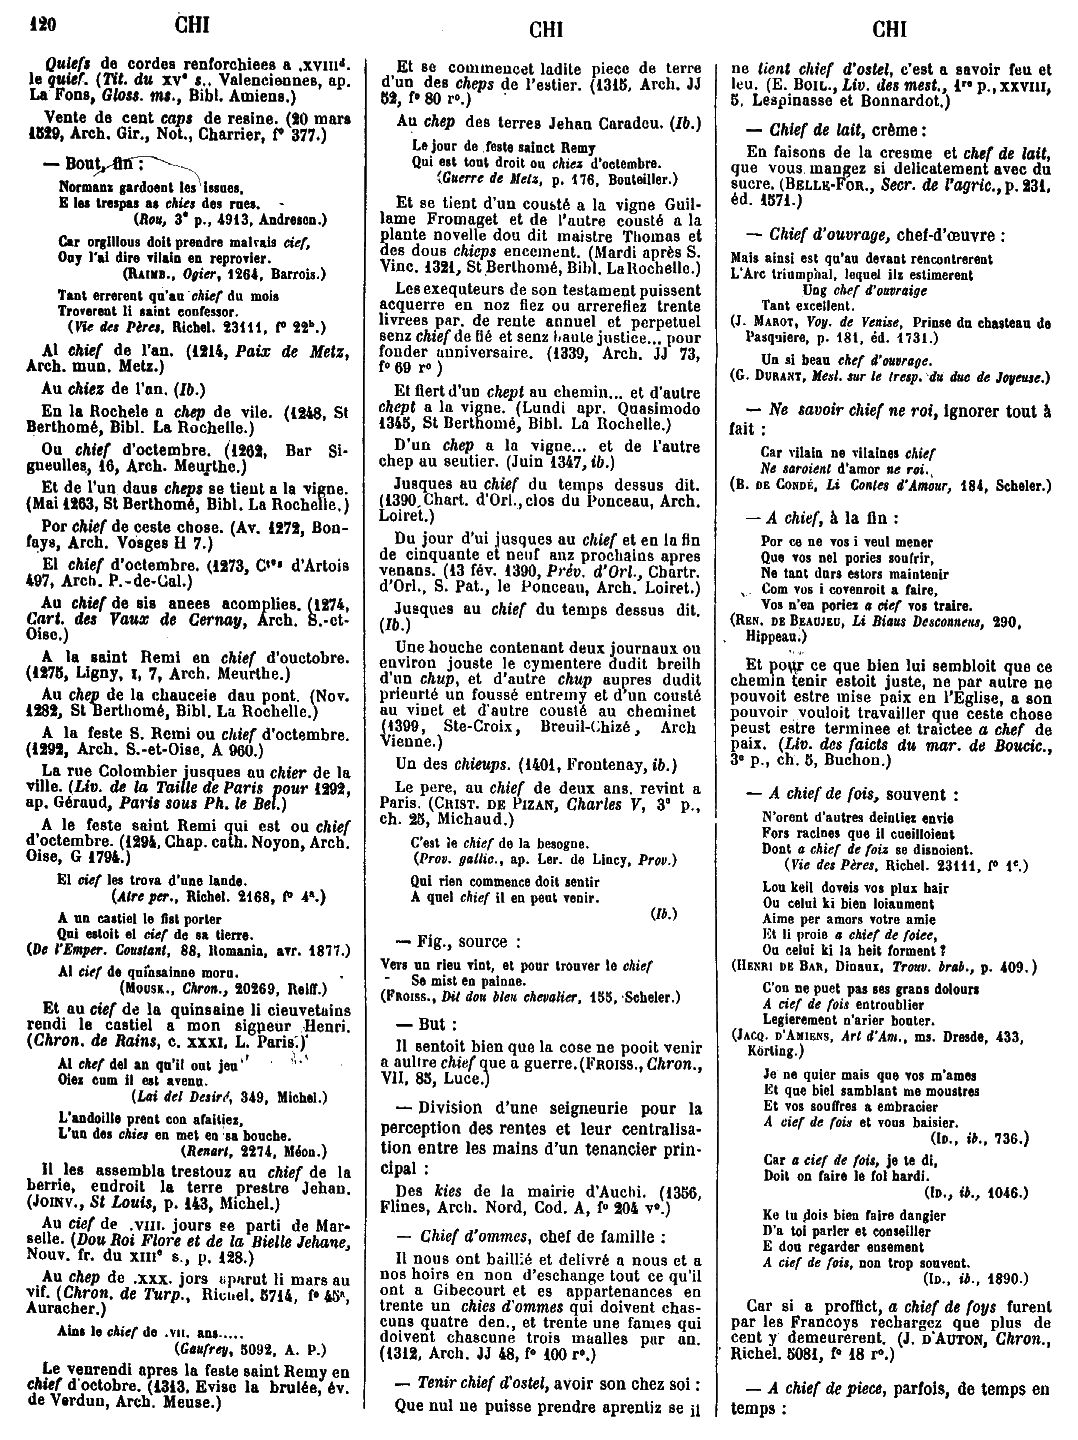 120 CHI
CHI
CHI
Quiefs de cordes renforchiees a .XVIIId.
le quief. (Tit. du XVe s., Valenciennes, ap.
La Fons, Gloss. ms., Bibl. Amiens.)
Vente de cent caps de resine. (20 mars
1529, Arch. Gir., Not., Charrier, fo 377.)
— Bout, fin :
Normanz gardoent les issues,
E les trespas as chies des rues.
(Rou, 3e p., 4913, Andresen.)
Car orgillous doit prendre malvais cief,
Ouy l'ai dire vilain en reprovier.
(RAIMB., Ogier, 1264, Barrois.)
Tant errerent qu'au chief du mois
Troverent li saint confessor.
(Vie des Pères, Richel. 23111, fo 22b.)
Al chief de l'an. (1214, Paix de Metz,
Arch. mun. Metz.)
Au chiez de l'an. (Ib.)
En la Rochele a chep de vile. (1248, St
Berthomé, Bibl. La Rochelle.)
Ou chief d'octembre. (1262, Bar Si-
gneulles, 16, Arch. Meurthe.)
Et de l'un daus cheps se tient a la vigne.
(Mai 1263, St Berthomé, Bibl. La Rochelle.)
Por chief de ceste chose. (Av. 1272, Bon-
fays, Arch. Vosges H 7.)
El chief d'octembre. (1273, Ctes d'Artois
497, Arch. P.-de-Cal.)
Au chief de sis anees acomplies. (1274,
Cart. des Vaux de Cernay, Arch. S.-et-
Oise.)
A la saint Remi en chief d'ouctobre.
(1275, Ligny, I, 7, Arch. Meurthe.)
Au chep de la chauceie dau pont. (Nov.
1282, St Berthomé, Bibl. La Rochelle.)
A la feste S. Remi ou chief d'octembre.
(1292, Arch. S.-et-Oise, A 960.)
La rue Colombier jusques au chier de la
ville. (Liv. de la Taille de Paris pour 1292,
ap. Géraud, Paris sous Ph. le Bel.)
A le feste saint Remi qui est ou chief
d'octembre. (1294, Chap. cath. Noyon, Arch.
Oise, G 1794.)
El cief les trova d'une lande.
(Atre per., Richel. 2168, fo 4a.)
A un castiel le fist porter
Qui estoit el cief de sa tierre.
(De l'Emper. Coustant, 88, Romania, avr. 1877.)
Al cief de quinsainne moru.
(MOUSK., Chron., 20269, Reiff.)
Et au cief de la quinsaine li cieuvetains
rendi le castiel a mon signeur Henri.
(Chron. de Rains, c. XXXI, L. Paris.)
Al chef del an qu'il ont jeu
Oiez cum il est avenu.
(Lai del Desiré, 349, Michel.)
L'andoille prent con afaitiez,
L'un des chies en met en sa bouche.
(Renart, 2274, Méon.)
Il les assembla trestouz au chief de la
berrie, endroit la terre prestre Jehan.
(JOINV., St Louis, p. 143, Michel.)
Au cief de .VIII. jours se parti de Mar-
selle. (Dou Roi Flore et de la Bielle Jehane,
Nouv. fr. du XIIIe s., p. 128.)
Au chep de .XXX. jors aparut li mars au
vif. (Chron. de Turp., Richel. 5714, fo 45a,
Auracher.)
Ains le chief de .VII. ans.....
(Gaufrey, 5092, A. P.)
Le venrendi apres la feste saint Remy en
chief d'octobre. (1313, Evise la brulée, év.
de Verdun, Arch. Meuse.)
Et se commencet ladite piece de terre
d'un des cheps de l'estier. (1315, Arch. JJ
52, fo 80 ro.)
Au chep des terres Jehan Caradeu. (Ib.)
Le jour de feste sainct Remy
Qui est tout droit ou chiez d'octembre.
(Guerre de Metz, p. 176, Bouteiller.)
Et se tient d'un cousté a la vigne Guil-
lame Fromaget et de l'autre cousté a la
plante novelle dou dit maistre Thomas et
des dous chieps encement. (Mardi après S.
Vinc. 1321, St Berthomé, Bibl. La Rochelle.)
Les exequteurs de son testament puissent
acquerre en noz fiez ou arrerefiez trente
livrees par. de rente annuel et perpetuel
senz chief de fié et senz haute justice... pour
fonder anniversaire. (1339, Arch. JJ 73,
fo 69 ro )
Et fiert d'un chept au chemin... et d'autre
chept a la vigne. (Lundi apr. Quasimodo
1345, St Berthomé, Bibl. La Rochelle.)
D'un chep a la vigne... et de l'autre
chep au seutier. (Juin 1347, ib.)
Jusques au chief du temps dessus dit.
(1390, Chart. d'Orl., clos du Ponceau, Arch.
Loiret.)
Du jour d'ui jusques au chief et en la fin
de cinquante et neuf anz prochains apres
venans. (13 fév. 1390, Prév. d'Orl., Chartr.
d'Orl., S. Pat., le Ponceau, Arch. Loiret.)
Jusques au chief du temps dessus dit.
(Ib.)
Une houche contenant deux journaux ou
environ jouste le cymentere dudit breilh
d'un chup, et d'autre chup aupres dudit
prieurté un foussé entremy et d'un cousté
au vinet et d'autre cousté au cheminet
(1399, Ste-Croix, Breuil-Chizé, Arch
Vienne.)
Un des chieups. (1401, Frontenay, ib.)
Le pere, au chief de deux ans. revint a
Paris. (CHRIST. DE PIZAN, Charles V, 3e p.,
ch. 25, Michaud.)
C'est le chief de la besogne.
(Prov. gallic., ap. Ler. de Lincy, Prov.)
Qui rien commence doit sentir
A quel chief il en peut venir.
(Ib.)
— Fig., source :
Vers un rieu vint, et pour trouver le chief
Se mist en painne.
(FROISS., Dit dou bleu chevalier, 155, Scheler.)
— But :
Il sentoit bien que la cose ne pooit venir
a aultre chief que a guerre. (FROISS., Chron.,
VII, 85, Luce.)
— Division d'une seigneurie pour la
perception des rentes et leur centralisa-
tion entre les mains d'un tenancier prin-
cipal :
Des kies de la mairie d'Auchi. (1356,
Flines, Arch. Nord, Cod. A, fo 204 vo.)
— Chief d'ommes, chef de famille :
Il nous ont baillié et delivré a nous et a
nos hoirs en non d'eschange tout ce qu'il
ont a Gibecourt et es appartenances en
trente un chies d'ommes qui doivent chas-
cuns quatre den., et trente une fames qui
doivent chascune trois maalles par an.
(1312, Arch. JJ 48, fo 100 ro.)
— Tenir chief d'ostel, avoir son chez soi :
Que nul ne puisse prendre aprentiz se il
ne tient chief d'ostel, c'est a savoir feu et
leu. (E. BOIL., Liv. des mest., 1re p., XXVIII,
5, Lespinasse et Bonnardot.)
— Chief de lait, crême :
En faisons de la cresme et chef de lait,
que vous mangez si delicatement avec du
sucre. (BELLE-FOR., Secr. de l'agric., p. 231,
éd. 1571.)
— Chief d'ouvrage, chef-d'œuvre :
Mais ainsi est qu'au devant rencontrerent
L'Arc triumphal, lequel ilz estimerent
Ung chef d'ouvraige
Tant excellent.
(J. MAROT, Voy. de Venise, Prinse du chasteau de
Pasquiere, p. 181, éd. 1731.)
Un si beau chef d'ouvrage.
(G. DURANT, Mesl. sur le tresp. du duc de Joyeuse.)
— Ne savoir chief ne roi, ignorer tout à
fait :
Car vilain ne vilaines chief
Ne saroient d'amor ne roi.
(B. DE CONDÉ, Li Contes d'Amour, 184, Scheler.)
— A chief, à la fin :
Por ce ne vos i veul mener
Que vos nel pories soufrir,
Ne tant durs estors maintenir
Com vos i covenroit a faire,
Vos n'en poriez a cief vos traire.
(REN. DE BEAUJEU, Li Biaus Desconneus, 290,
Hippeau.)
Et pour ce que bien lui sembloit que ce
chemin tenir estoit juste, ne par autre ne
pouvoit estre mise paix en l'Eglise, a son
pouvoir vouloit travailler que ceste chose
peust estre terminee et traictee a chef de
paix. (Liv. des faicts du mar. de Boucic.,
3e p., ch. 5, Buchon.)
— A chief de fois, souvent :
N'orent d'autres deintiez envie
Fors racines que il cueilloient
Dont a chief de foiz se disnoient.
(Vie des Pères, Richel. 23111, fo 1c.)
Lou keil doveis vos plux hair
Ou celui ki bien loiaument
Aime per amors votre amie
Et li proie a chief de foiee,
Ou celui ki la heit forment ?
(HENRI DE BAR, Dinaux, Trouv. brab., p. 409.)
C'on ne puet pas ses grans dolours
A cief de fois entroublier
Legierement n'arier bouter.
(JACQ. D'AMIENS, Art d'Am., ms. Dresde, 433,
Körting.)
Je ne quier mais que vos m'ames
Et que biel samblant me moustres
Et vos souffres a embracier
A cief de fois et vous baisier.
(ID., ib., 736.)
Car a cief de fois, je te di,
Doit on faire le fol hardi.
(ID., ib., 1046.)
Ke tu dois bien faire dangier
D'a toi parler et conseillier
E dou regarder ensement
A cief de fois, non trop souvent.
(ID., ib., 1890.)
Car si a proffict, a chief de foys furent
par les Francoys rechargez que plus de
cent y demeurerent. (J. D'AUTON, Chron.,
Richel. 5081, fo 18 ro.)
— A chief de piece, parfois, de temps en
temps :